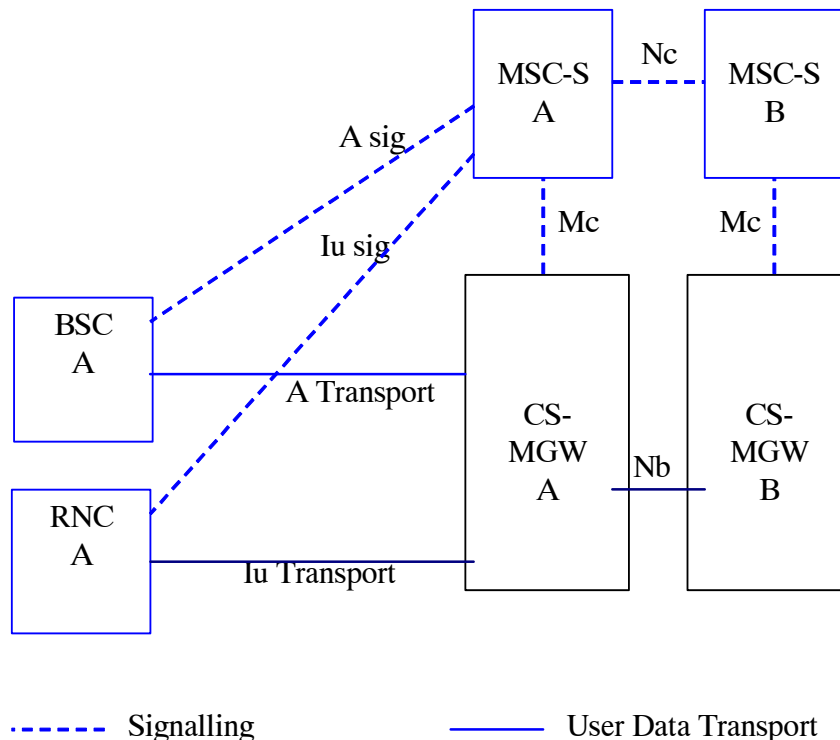 MSC-S
A
Nc
MSC-S
B
A sig
Iu sig
Mc
Mc
BSC
A
A Transport
CS-
MGW
A
Nb
CS-
MGW
B
RNC
A
Iu Transport
Signalling
User Data Transport